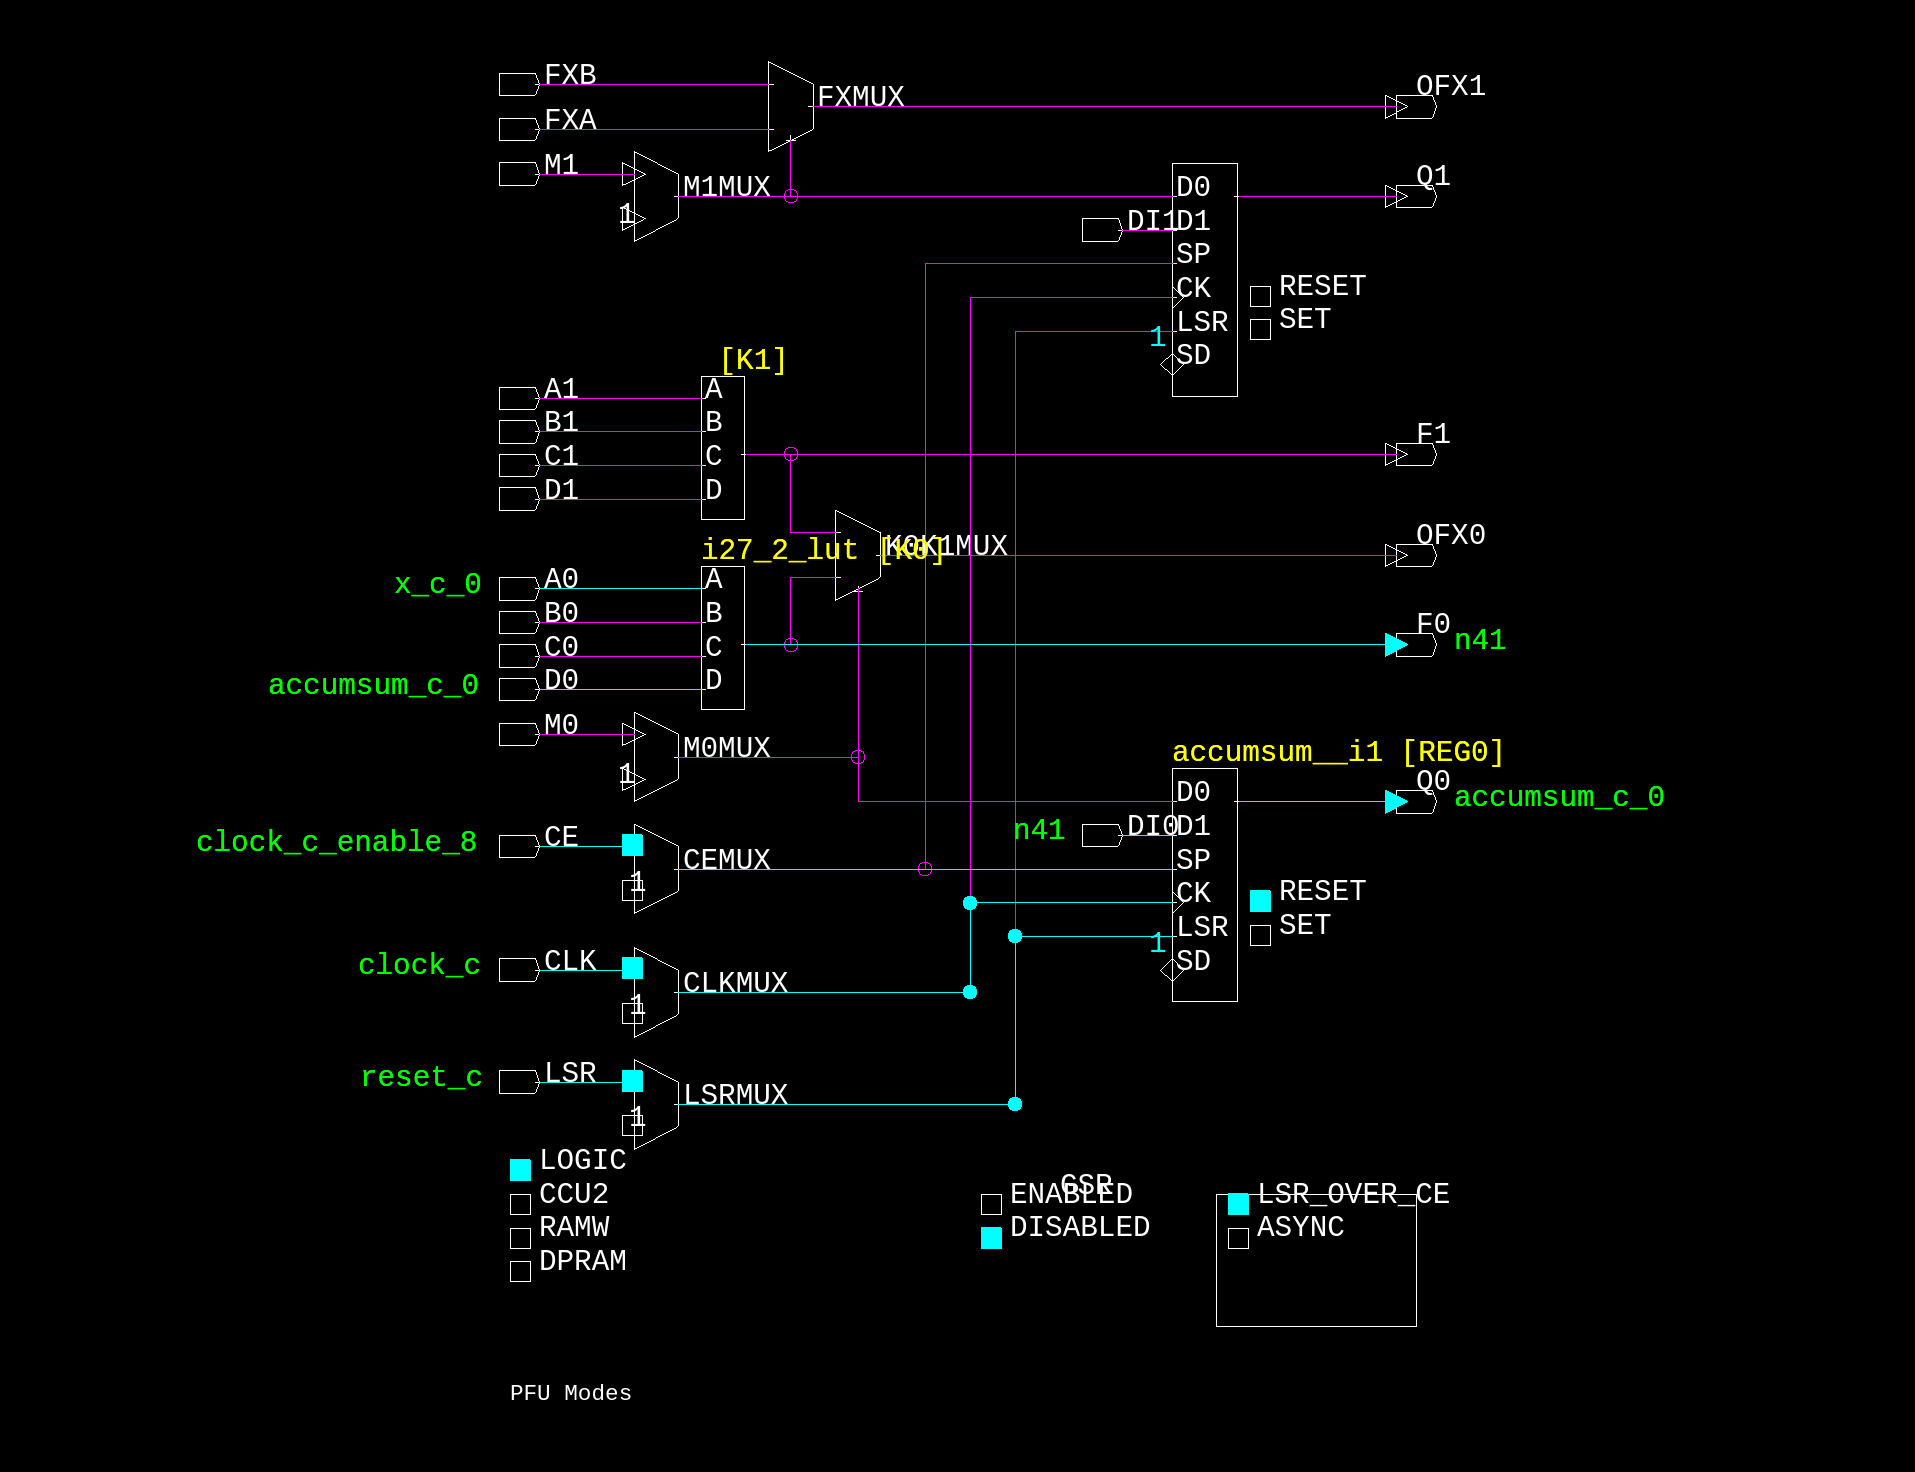 FXB
FXMUX
OFX1
FXA
M1
M1MUX
1
D0
Q1
DI1
D1
SP
CK
RESET
LSR
SET
1
SD
[K1]
A1
A
B1
B
F1
C1
C
D1
D
K0K1MUX
OFX0
i27_2_lut [K0]
x_c_0
A0
A
B0
B
F0
n41
C0
C
accumsum_c_0
D0
D
M0
M0MUX
1
accumsum__i1 [REG0]
Q0
accumsum_c_0
D0
n41
DI0
D1
clock_c_enable_8
CE
CEMUX
1
SP
CK
RESET
LSR
SET
1
SD
clock_c
CLK
CLKMUX
1
reset_c
LSR
LSRMUX
1
LOGIC
CCU2
RAMW
DPRAM
GSR
ENABLED
DISABLED
LSR_OVER_CE
ASYNC
PFU Modes